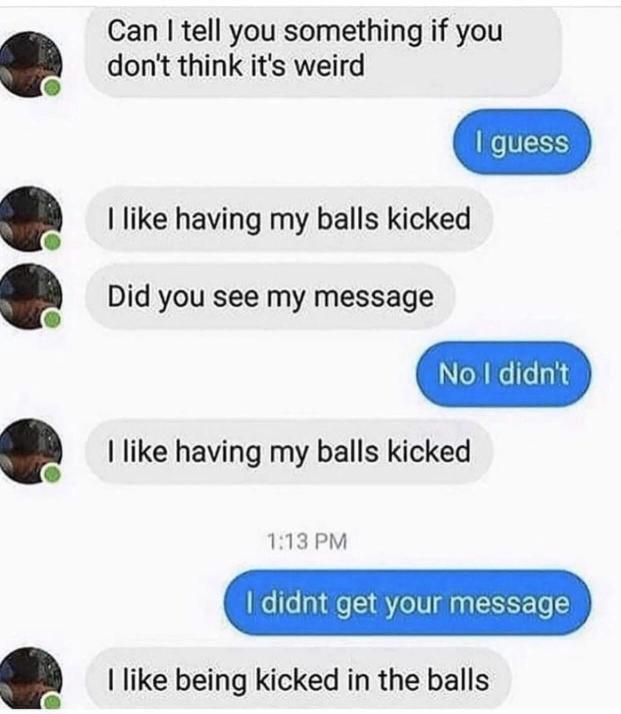 Can I tell you something if you
don't think it's weird
I guess
I like having my balls kicked
Did you see my message
No I didn't
I like having my balls kicked
1:13 PM
I didnt get your message
I like being kicked in the balls